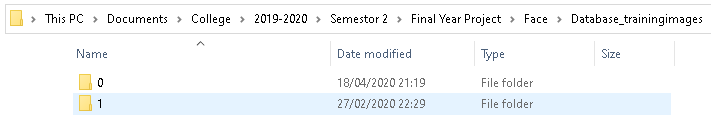 This PC > Documents > College > 2019-2020 > Semestor 2 > Final Year Project > Face > Database_trainingimages
Name Date modified Type Size
0 18/04/2020 21:19 File folder
1 27/02/2020 22:29 File folder